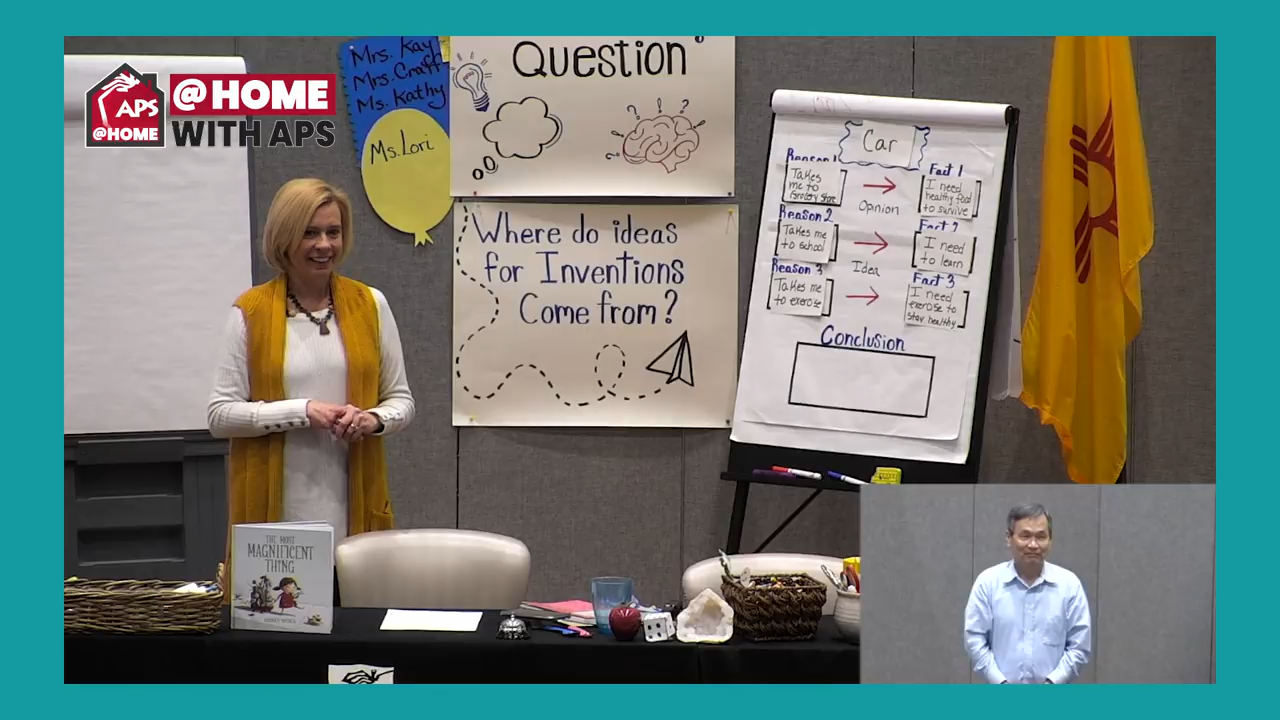 APS
@HOME
@HOME
WITH APS
Mrs. Kay
Mrs. Craft
Ms. Kathy
Ms. Lori
Question
Where do ideas
for Inventions
Come from?
Car
Reason 1
Takes
me to
Grocery Store
Opinion
Fact 1
I need
healthy food
to survive
Reason 2
Takes me
to school
Idea
Fact 2
I need
to learn
Reason 3
Takes me
to exercise
Fact 3
I need
exercise to
stay healthy
Conclusion
THE MOST
MAGNIFICENT
THING